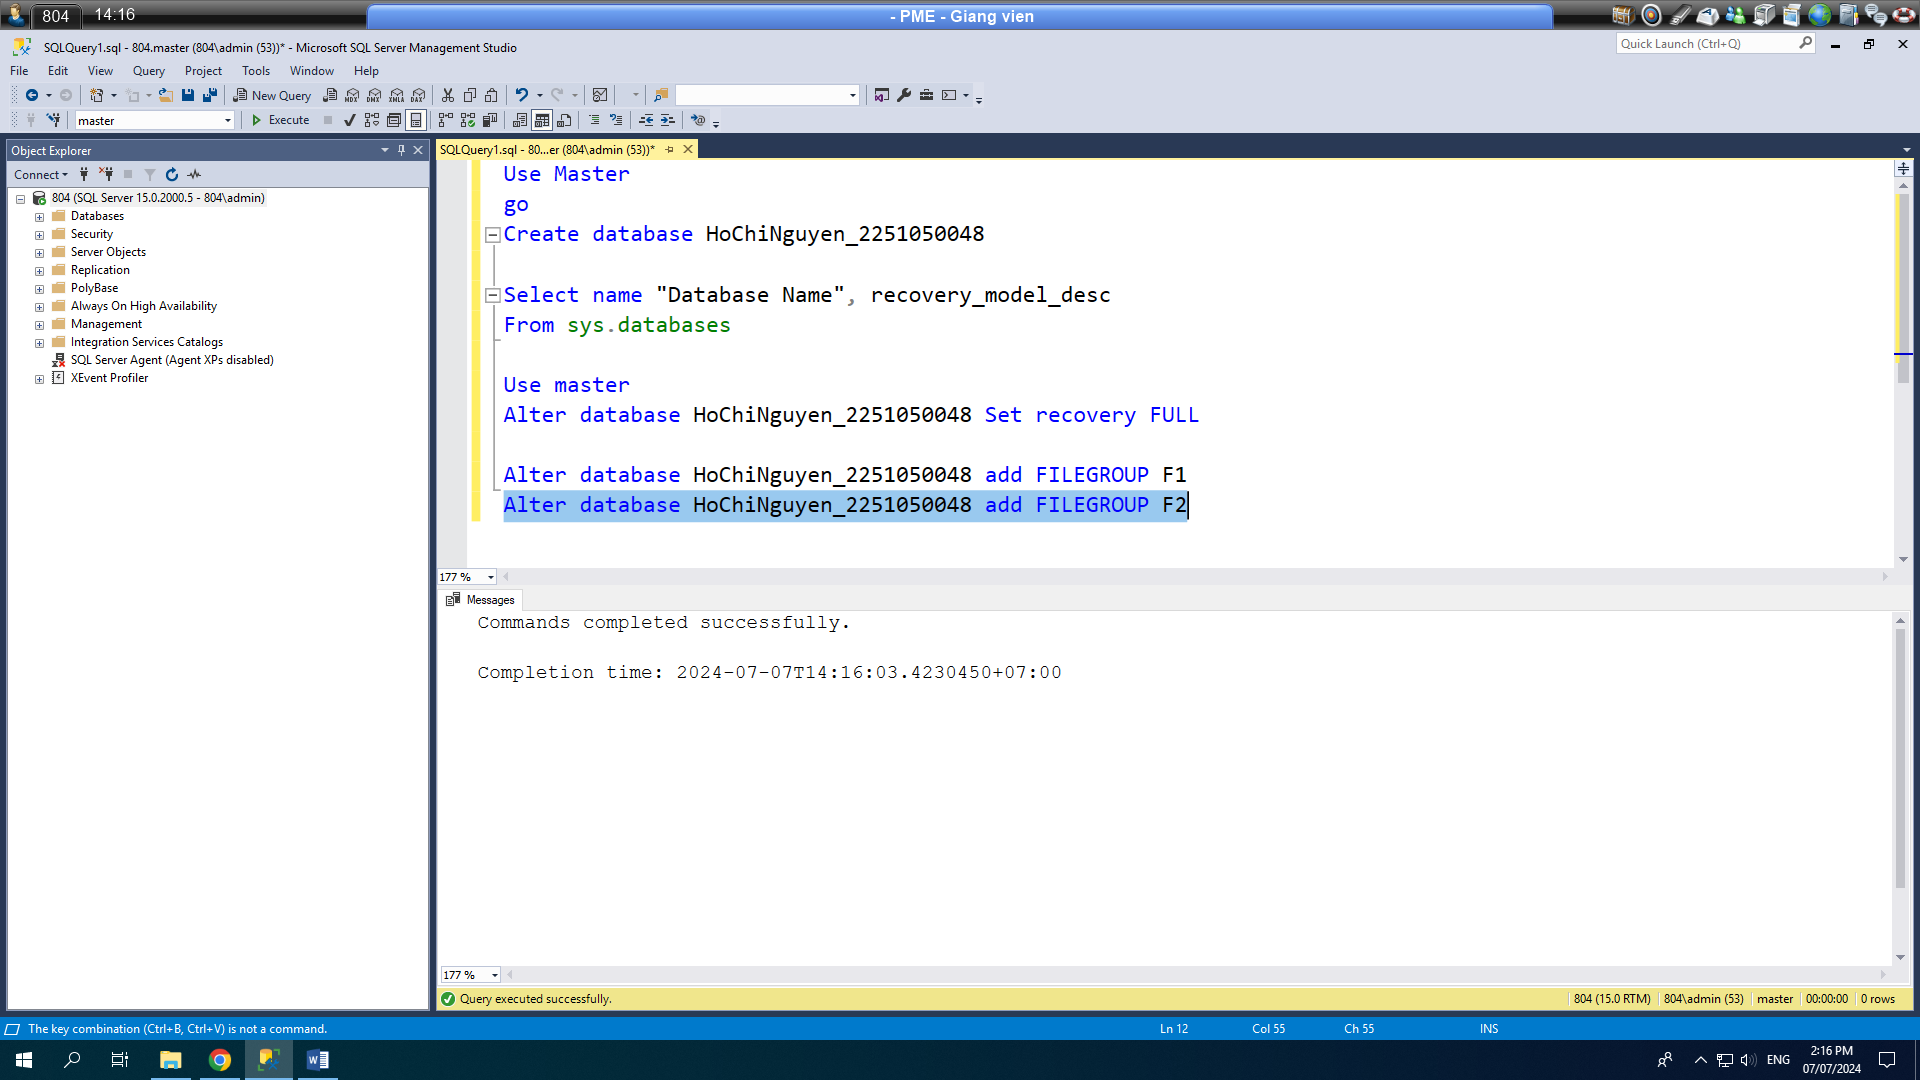 804 14:16 - PME - Giang vien
SQLQuery1.sql - 804.master (804\admin (53))* - Microsoft SQL Server Management Studio
Quick Launch (Ctrl+Q)
File Edit View Query Project Tools Window Help
New Query MDX DMX XMLA DAX
master Execute
Object Explorer
SQLQuery1.sql - 80...er (804\admin (53))*
Connect
804 (SQL Server 15.0.2000.5 - 804\admin)
Databases
Security
Server Objects
Replication
PolyBase
Always On High Availability
Management
Integration Services Catalogs
SQL Server Agent (Agent XPs disabled)
XEvent Profiler
Use Master
go
Create database HoChiNguyen_2251050048
Select name "Database Name", recovery_model_desc
From sys.databases
Use master
Alter database HoChiNguyen_2251050048 Set recovery FULL
Alter database HoChiNguyen_2251050048 add FILEGROUP F1
Alter database HoChiNguyen_2251050048 add FILEGROUP F2
177 %
Messages
Commands completed successfully.
Completion time: 2024-07-07T14:16:03.4230450+07:00
177 %
Query executed successfully. 804 (15.0 RTM) 804\admin (53) master 00:00:00 0 rows
The key combination (Ctrl+B, Ctrl+V) is not a command. Ln 12 Col 55 Ch 55 INS
ENG 2:16 PM
07/07/2024